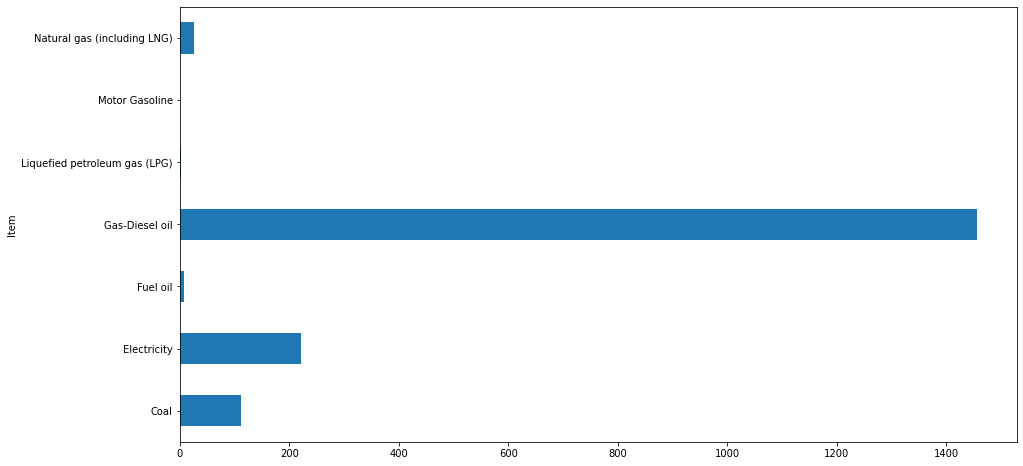 Natural gas (including LNG)
Motor Gasoline
Liquefied petroleum gas (LPG)
Gas-Diesel oil
Fuel oil
Electricity
Coal
Item
0 200 400 600 800 1000 1200 1400